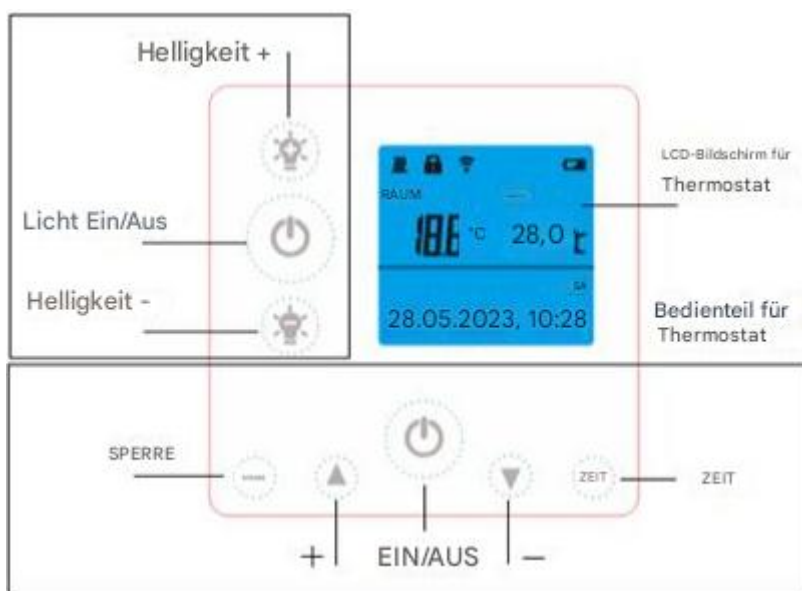 Helligkeit +
Licht Ein/Aus
Helligkeit -
LCD-Bildschirm für
Thermostat
RAUM
°C 28,0 °C
SA
28.05.2023, 10:28
Bedienteil für
Thermostat
SPERRE
ZEIT
ZEIT
+ EIN/AUS -